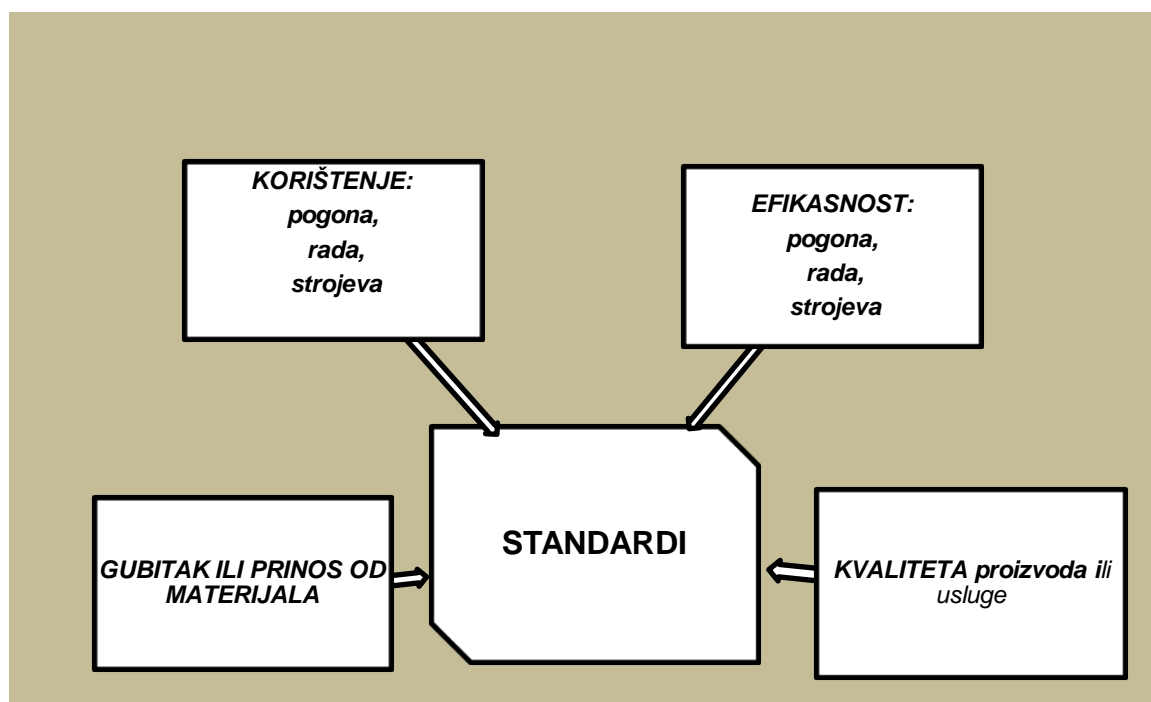 KORIŠTENJE:
pogona,
rada,
strojeva
EFIKASNOST:
pogona,
rada,
strojeva
STANDARDI
GUBITAK ILI PRINOS OD
MATERIJALA
KVALITETA proizvoda ili
usluge